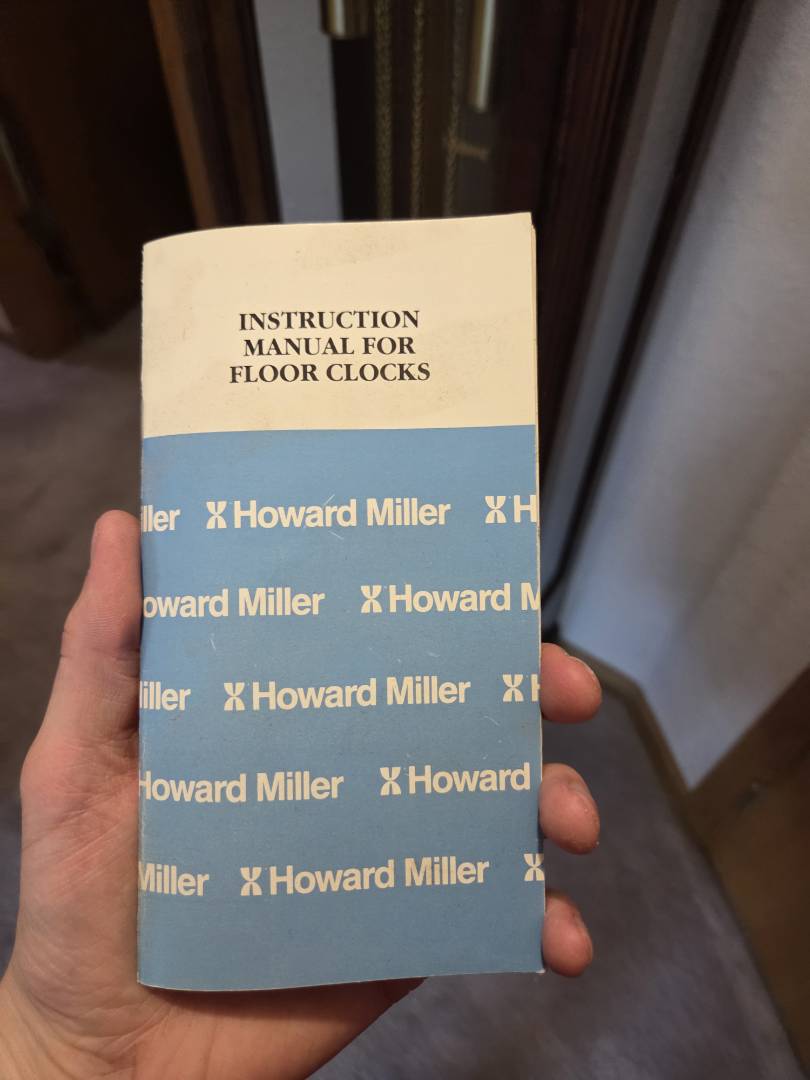 INSTRUCTION
MANUAL FOR
FLOOR CLOCKS
ller Howard Miller H
oward Miller Howard M
iller Howard Miller H
Howard Miller Howard
Miller Howard Miller